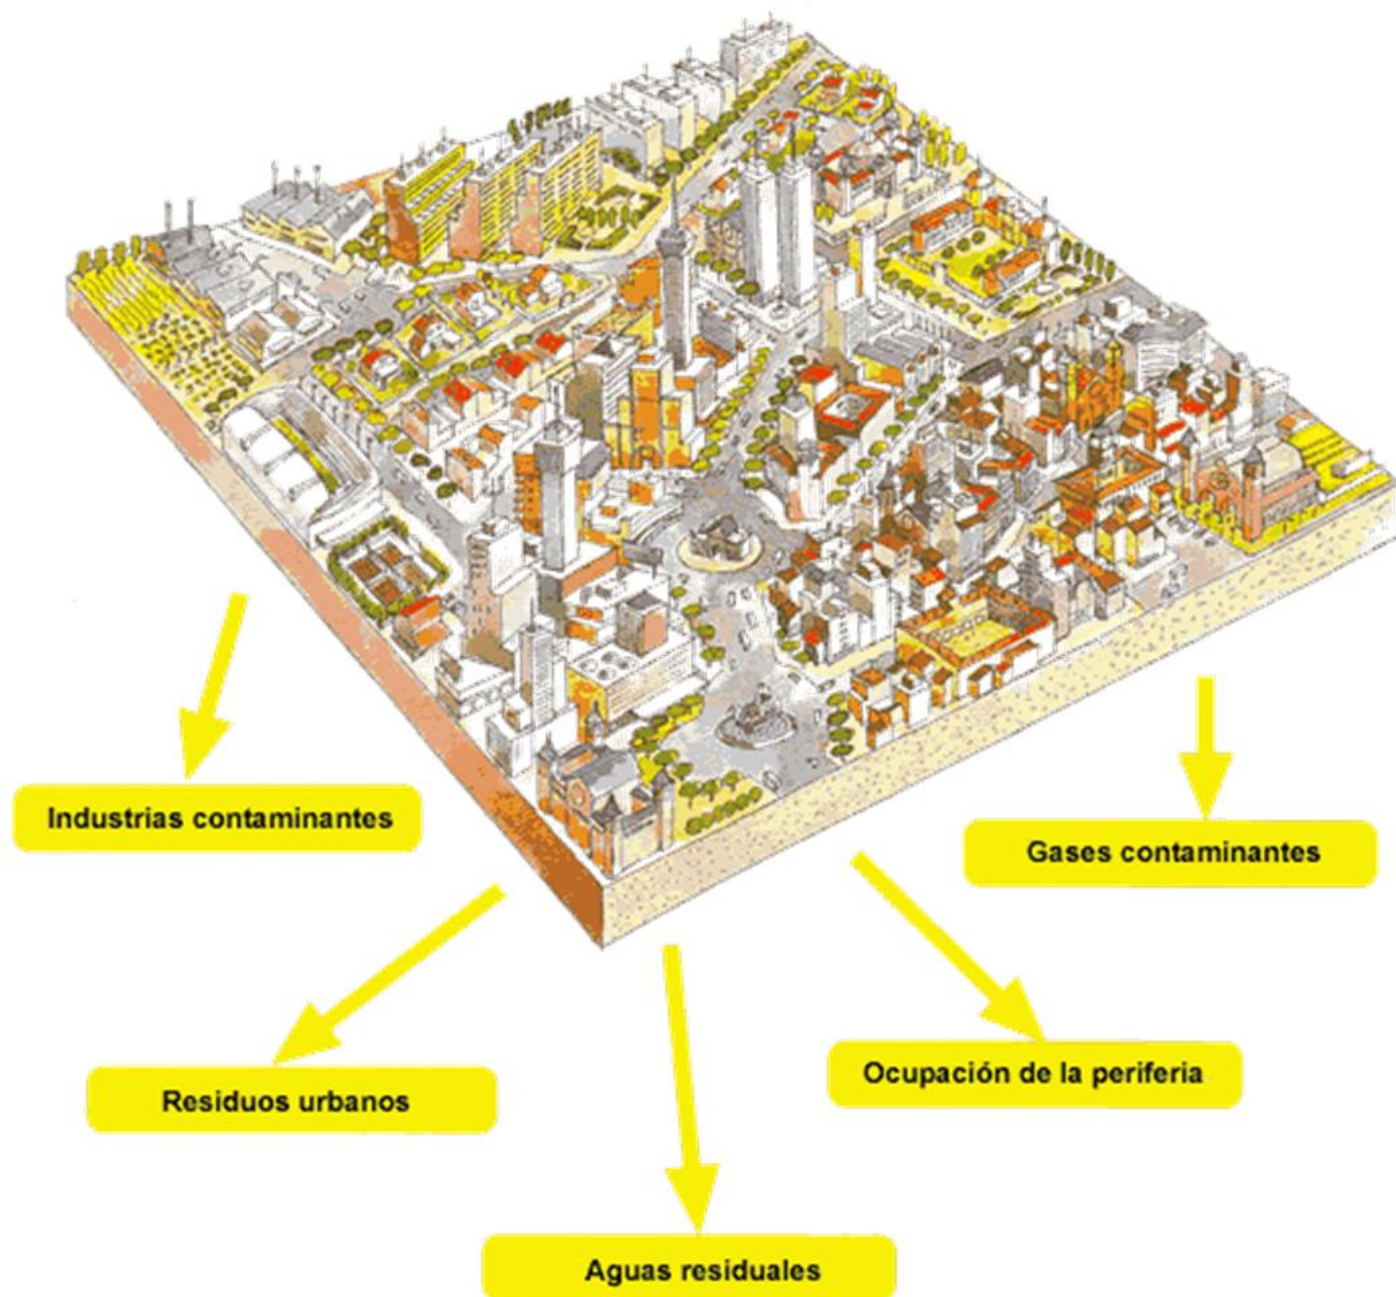 Industrias contaminantes
Gases contaminantes
Residuos urbanos
Ocupación de la periferia
Aguas residuales